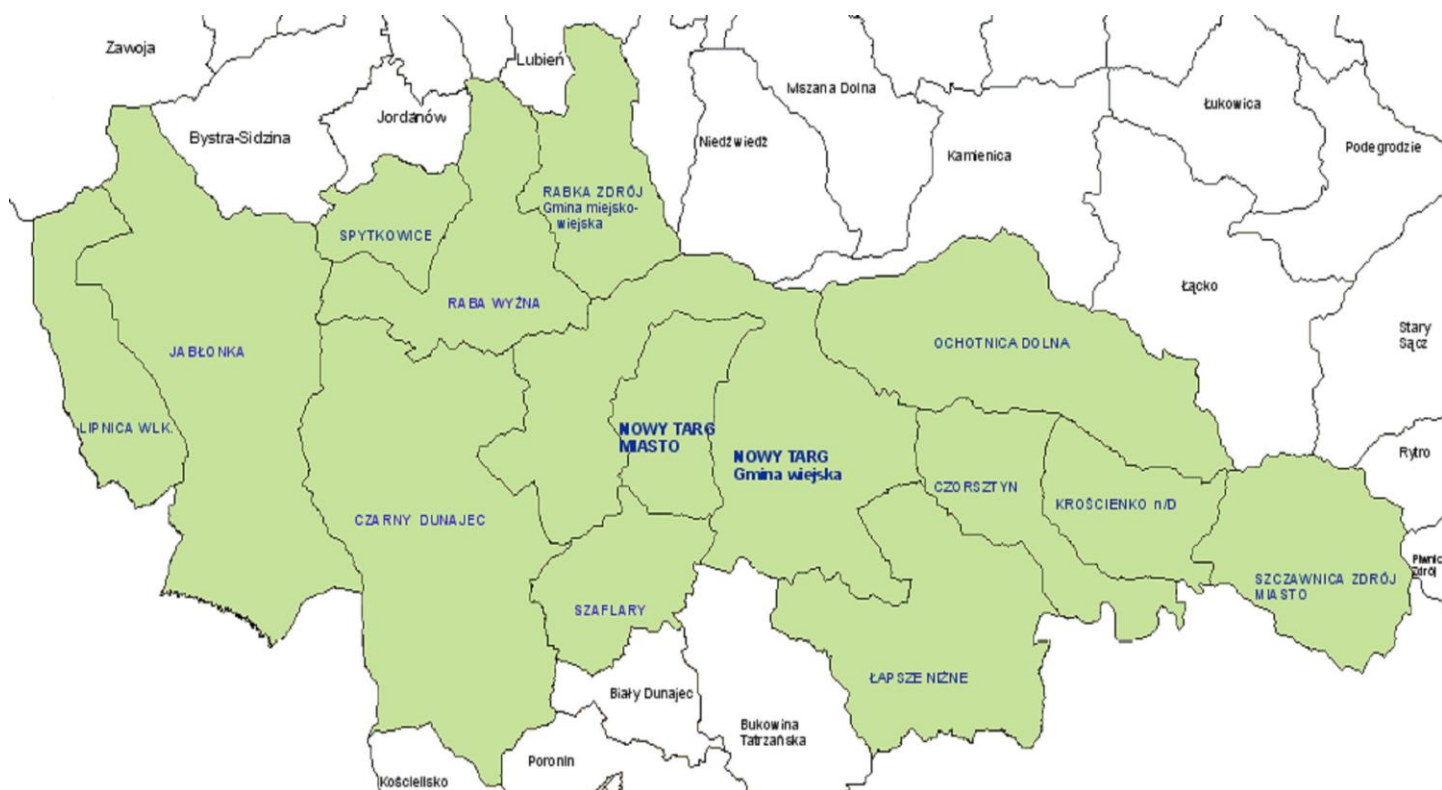 Zawoja
Lubień
Mszana Dolna
Łukowica
Bystra-Sidzina
Jordanów
Niedźwiedź
Kamienica
Podegrodzie
RABKA ZDRÓJ
Gmina miejsko-
wiejska
SPYTKOWICE
RABA WYŻNA
Łącko
Stary
Sącz
JABŁONKA
OCHOTNICA DOLNA
LIPNICA WLK.
NOWY TARG
MIASTO
NOWY TARG
Gmina wiejska
Rytro
CZORSZTYN
KROŚCIENKO n/D
CZARNY DUNAJEC
SZCZAWNICA ZDRÓJ
MIASTO
Zdrój
SZAFLARY
ŁAPSZE NIŻNE
Biały Dunajec
Bukowina
Tatrzańska
Poronin
Kościelisko